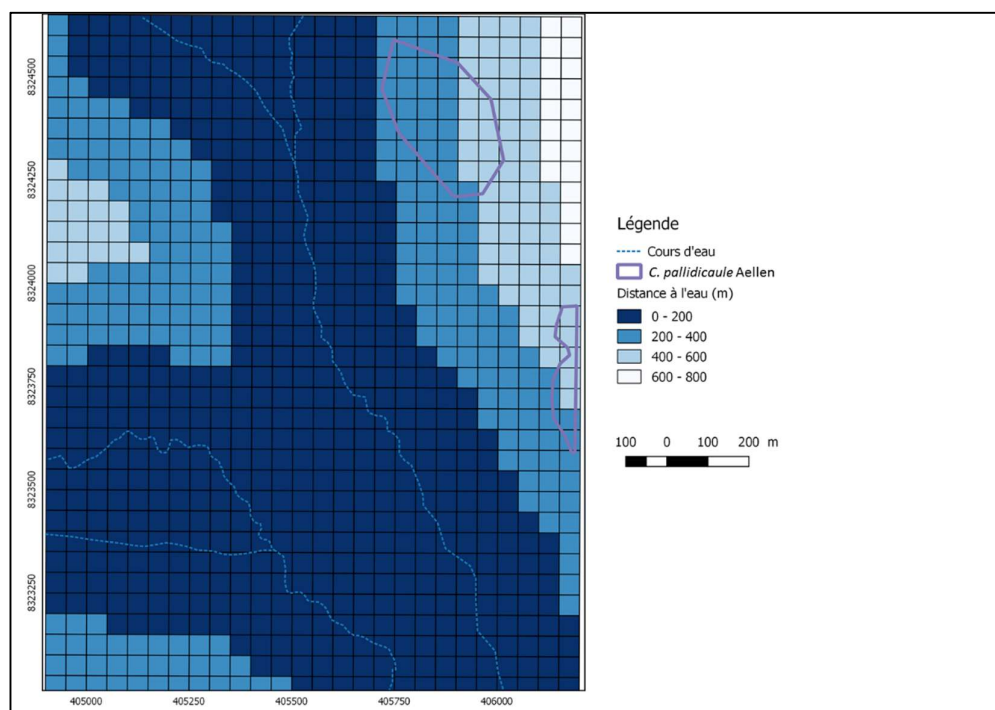 8324500
8324250
8324000
8323750
8323500
8323250
405000 405250 405500 405750 406000
Légende
Cours d'eau
C. pallidicaule Aellen
Distance à l'eau (m)
0 - 200
200 - 400
400 - 600
600 - 800
100 0 100 200 m